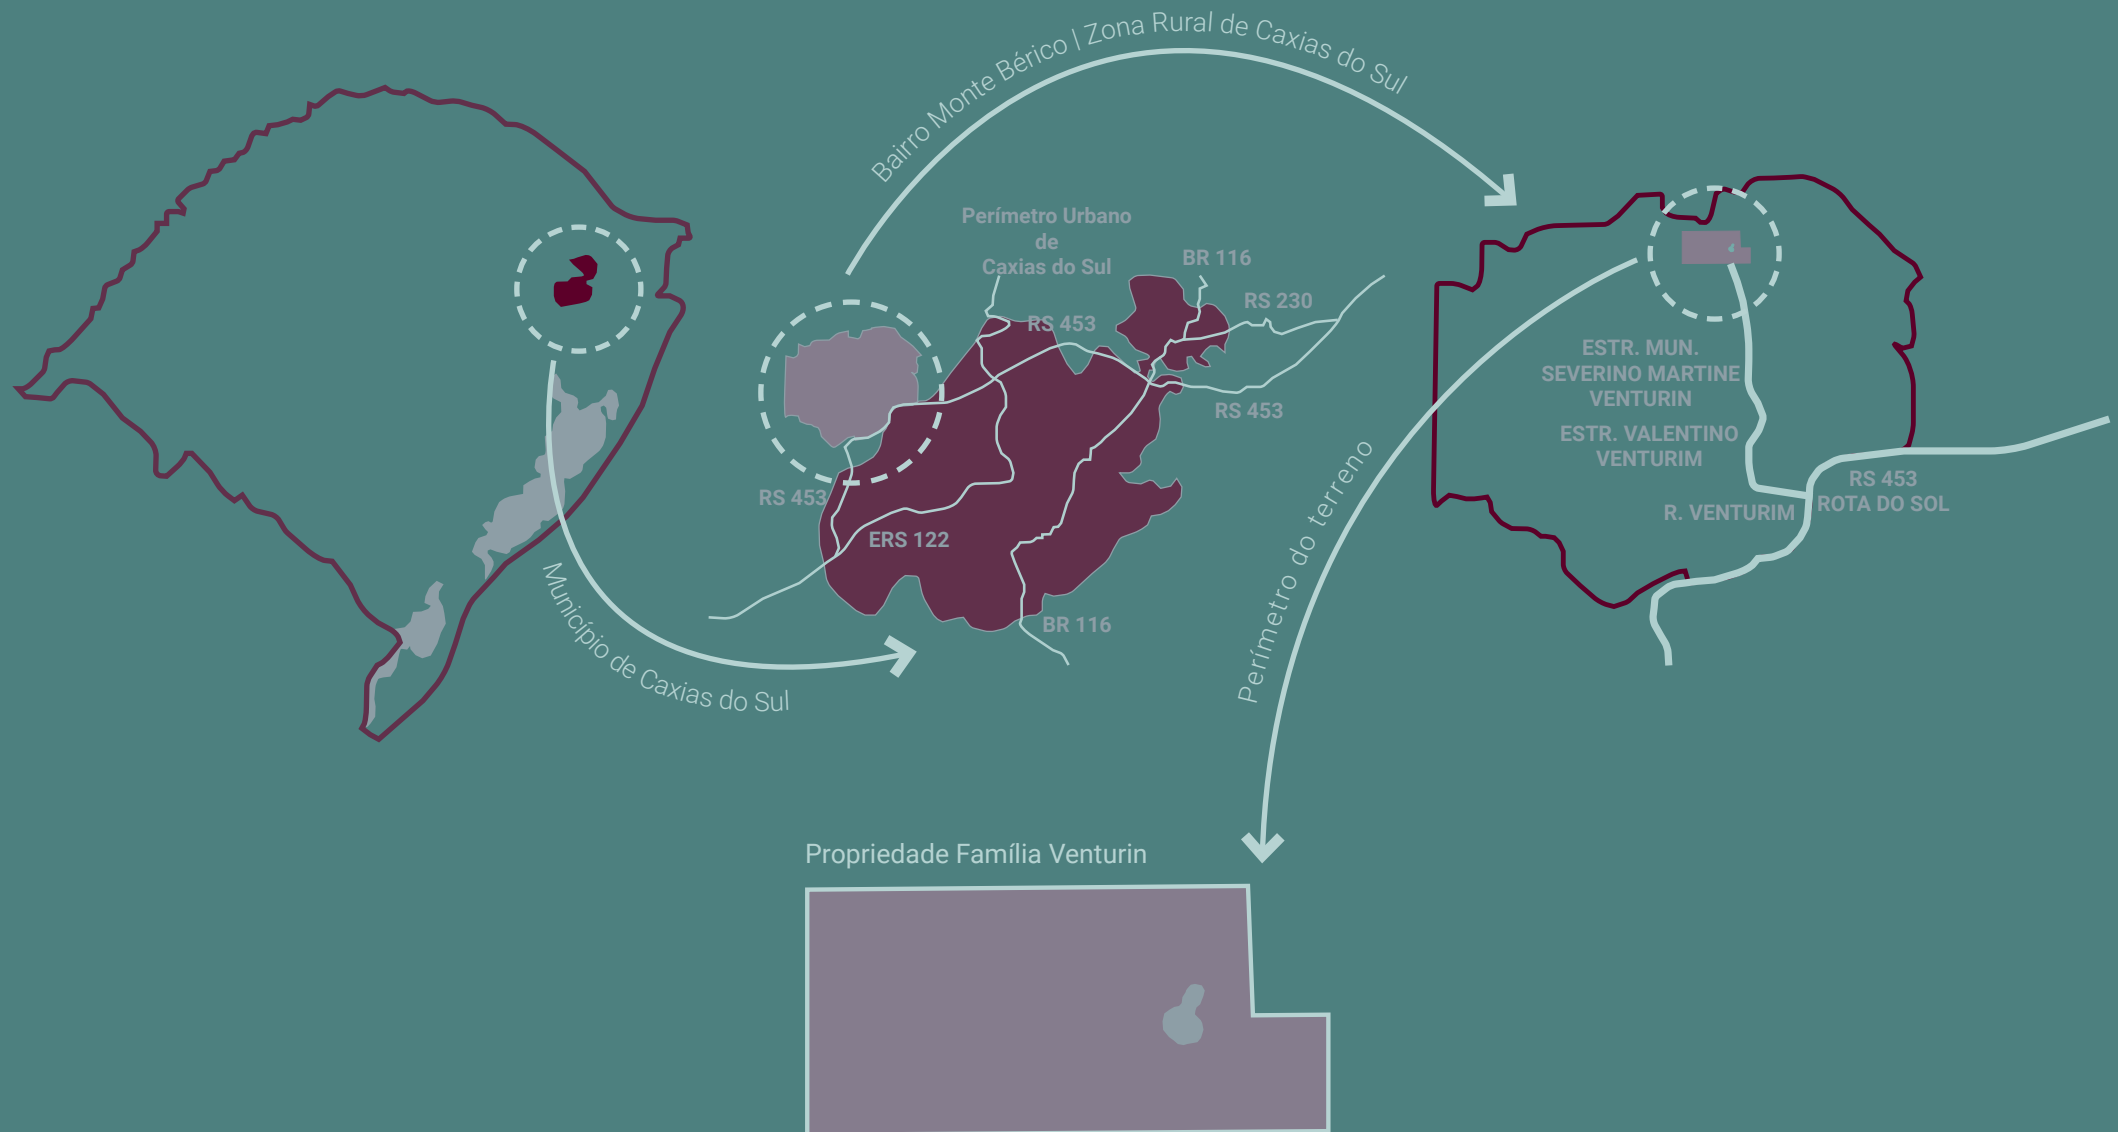 Bairro Monte Bérico | Zona Rural de Caxias do Sul
Perímetro Urbano
de
Caxias do Sul
BR 116
RS 230
RS 453
RS 453
RS 453
ERS 122
BR 116
Município de Caxias do Sul
ESTR. MUN.
SEVERINO MARTINE
VENTURIN
ESTR. VALENTINO
VENTURIM
RS 453
ROTA DO SOL
R. VENTURIM
Perímetro do terreno
Propriedade Família Venturin